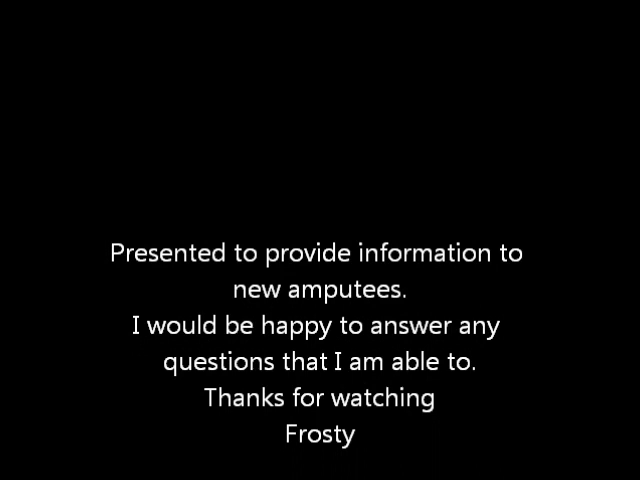 Presented to provide information to
new amputees.
I would be happy to answer any
questions that I am able to.
Thanks for watching
Frosty